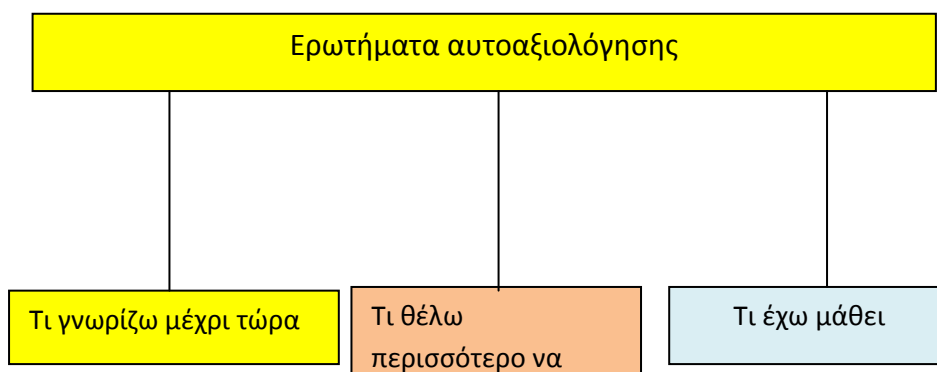 Ερωτήματα αυτοαξιολόγησης
Τι γνωρίζω μέχρι τώρα
Τι θέλω
περισσότερο να
Τι έχω μάθει